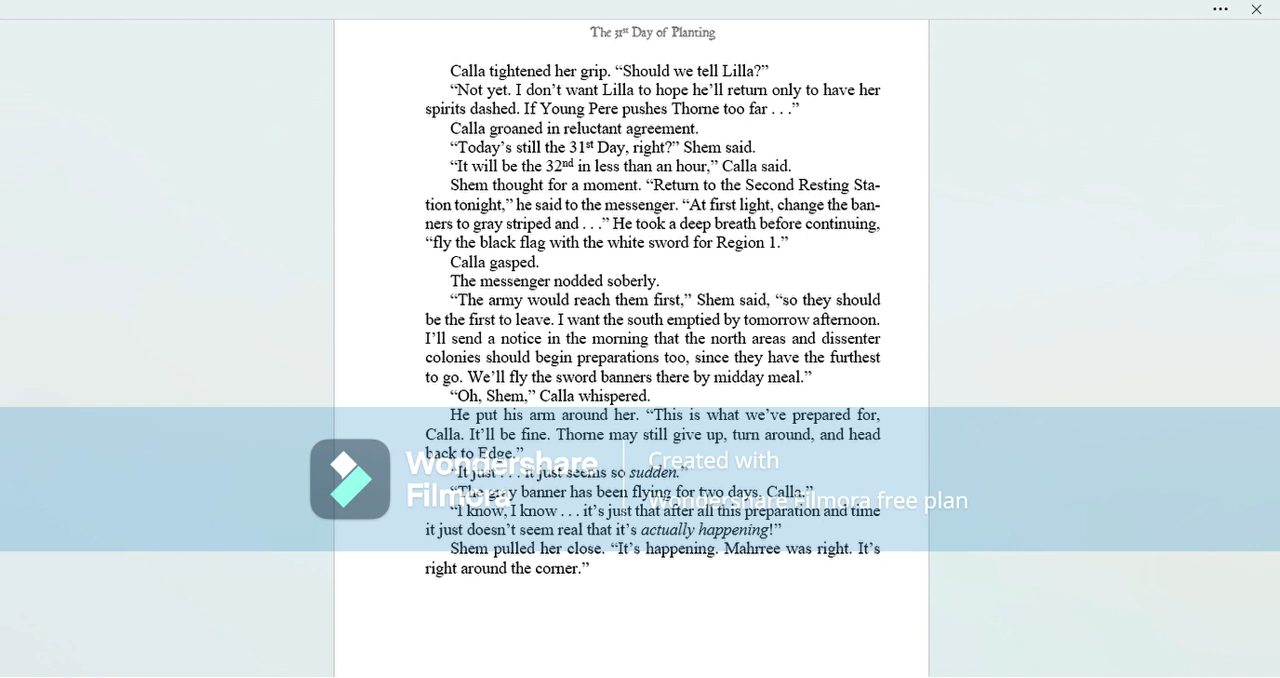 The 31st Day of Planting
Calla tightened her grip. “Should we tell Lilla?”
“Not yet. I don’t want Lilla to hope he’ll return only to have her
spirits dashed. If Young Pere pushes Thorne too far . . .”
Calla groaned in reluctant agreement.
“Today’s still the 31st Day, right?” Shem said.
“It will be the 32nd in less than an hour,” Calla said.
Shem thought for a moment. “Return to the Second Resting Sta-
tion tonight,” he said to the messenger. “At first light, change the ban-
ners to gray striped and . . .” He took a deep breath before continuing,
“fly the black flag with the white sword for Region 1.”
Calla gasped.
The messenger nodded soberly.
“The army would reach them first,” Shem said, “so they should
be the first to leave. I want the south emptied by tomorrow afternoon.
I’ll send a notice in the morning that the north areas and dissenter
colonies should begin preparations too, since they have the furthest
to go. We’ll fly the sword banners there by midday meal.”
“Oh, Shem,” Calla whispered.
He put his arm around her. “This is what we’ve prepared for,
Calla. It’ll be fine. Thorne may still give up, turn around, and head
back to Edge.”
“It just . . . it just seems so sudden.”
“The gray banner has been flying for two days, Calla.”
“I know, I know . . . it’s just that after all this preparation and time
it just doesn’t seem real that it’s actually happening!”
Shem pulled her close. “It’s happening. Mahrree was right. It’s
right around the corner.”
Wondershare
Filmora
Created with
Wondershare Filmora free plan